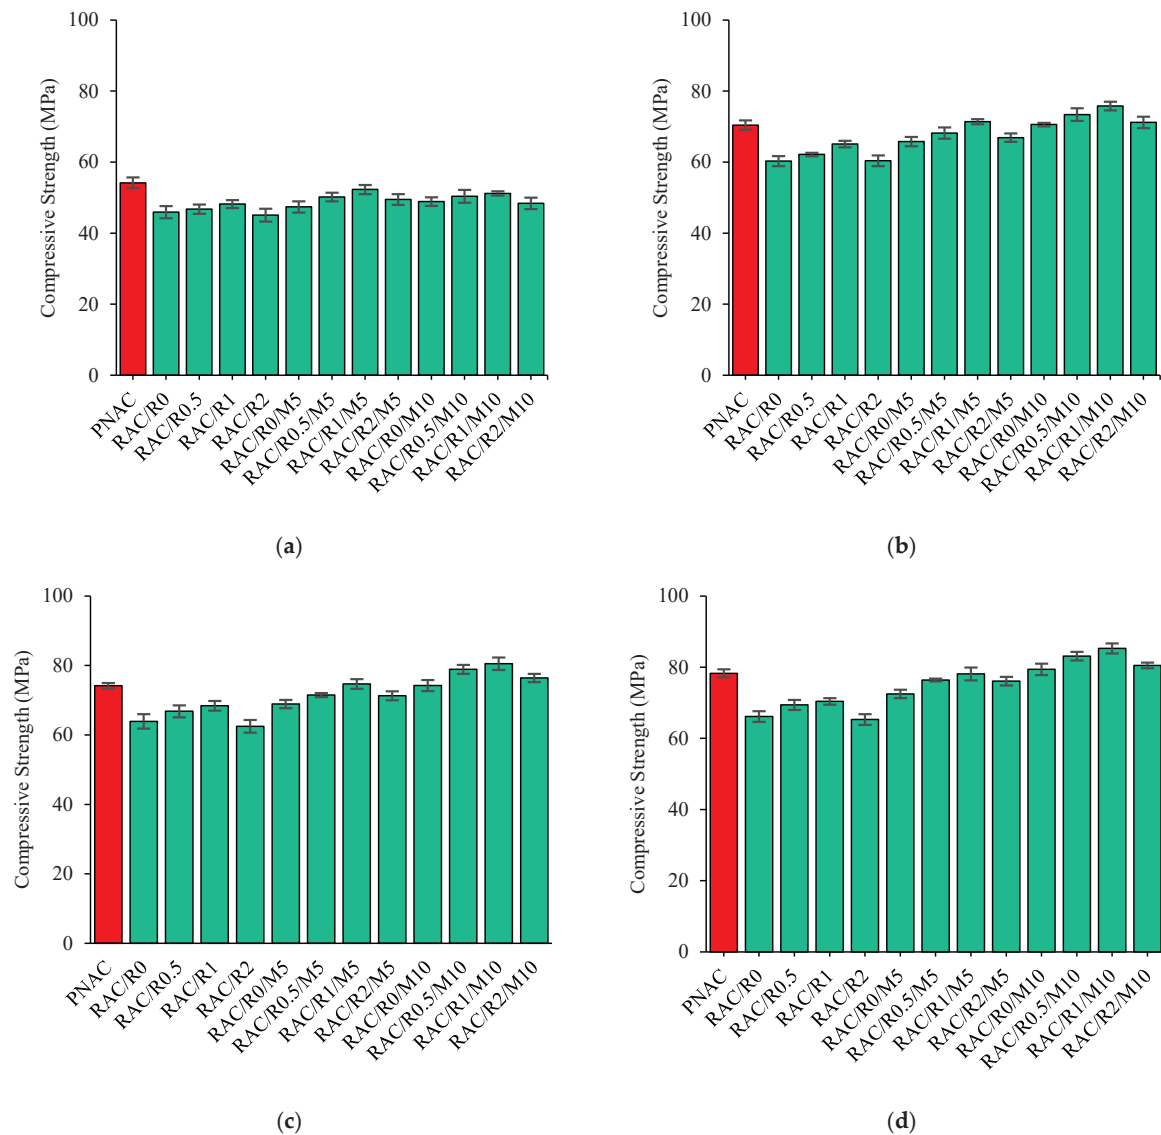 100
80
60
40
20
0
Compressive Strength (MPa)
PNAC
RAC/R0
RAC/R0.5
RAC/R1
RAC/R2
RAC/R0/M5
RAC/R0.5/M5
RAC/R1/M5
RAC/R2/M5
RAC/R0/M10
RAC/R0.5/M10
RAC/R1/M10
RAC/R2/M10
(a)
100
80
60
40
20
0
Compressive Strength (MPa)
PNAC
RAC/R0
RAC/R0.5
RAC/R1
RAC/R2
RAC/R0/M5
RAC/R0.5/M5
RAC/R1/M5
RAC/R2/M5
RAC/R0/M10
RAC/R0.5/M10
RAC/R1/M10
RAC/R2/M10
(b)
100
80
60
40
20
0
Compressive Strength (MPa)
PNAC
RAC/R0
RAC/R0.5
RAC/R1
RAC/R2
RAC/R0/M5
RAC/R0.5/M5
RAC/R1/M5
RAC/R2/M5
RAC/R0/M10
RAC/R0.5/M10
RAC/R1/M10
RAC/R2/M10
(c)
100
80
60
40
20
0
Compressive Strength (MPa)
PNAC
RAC/R0
RAC/R0.5
RAC/R1
RAC/R2
RAC/R0/M5
RAC/R0.5/M5
RAC/R1/M5
RAC/R2/M5
RAC/R0/M10
RAC/R0.5/M10
RAC/R1/M10
RAC/R2/M10
(d)